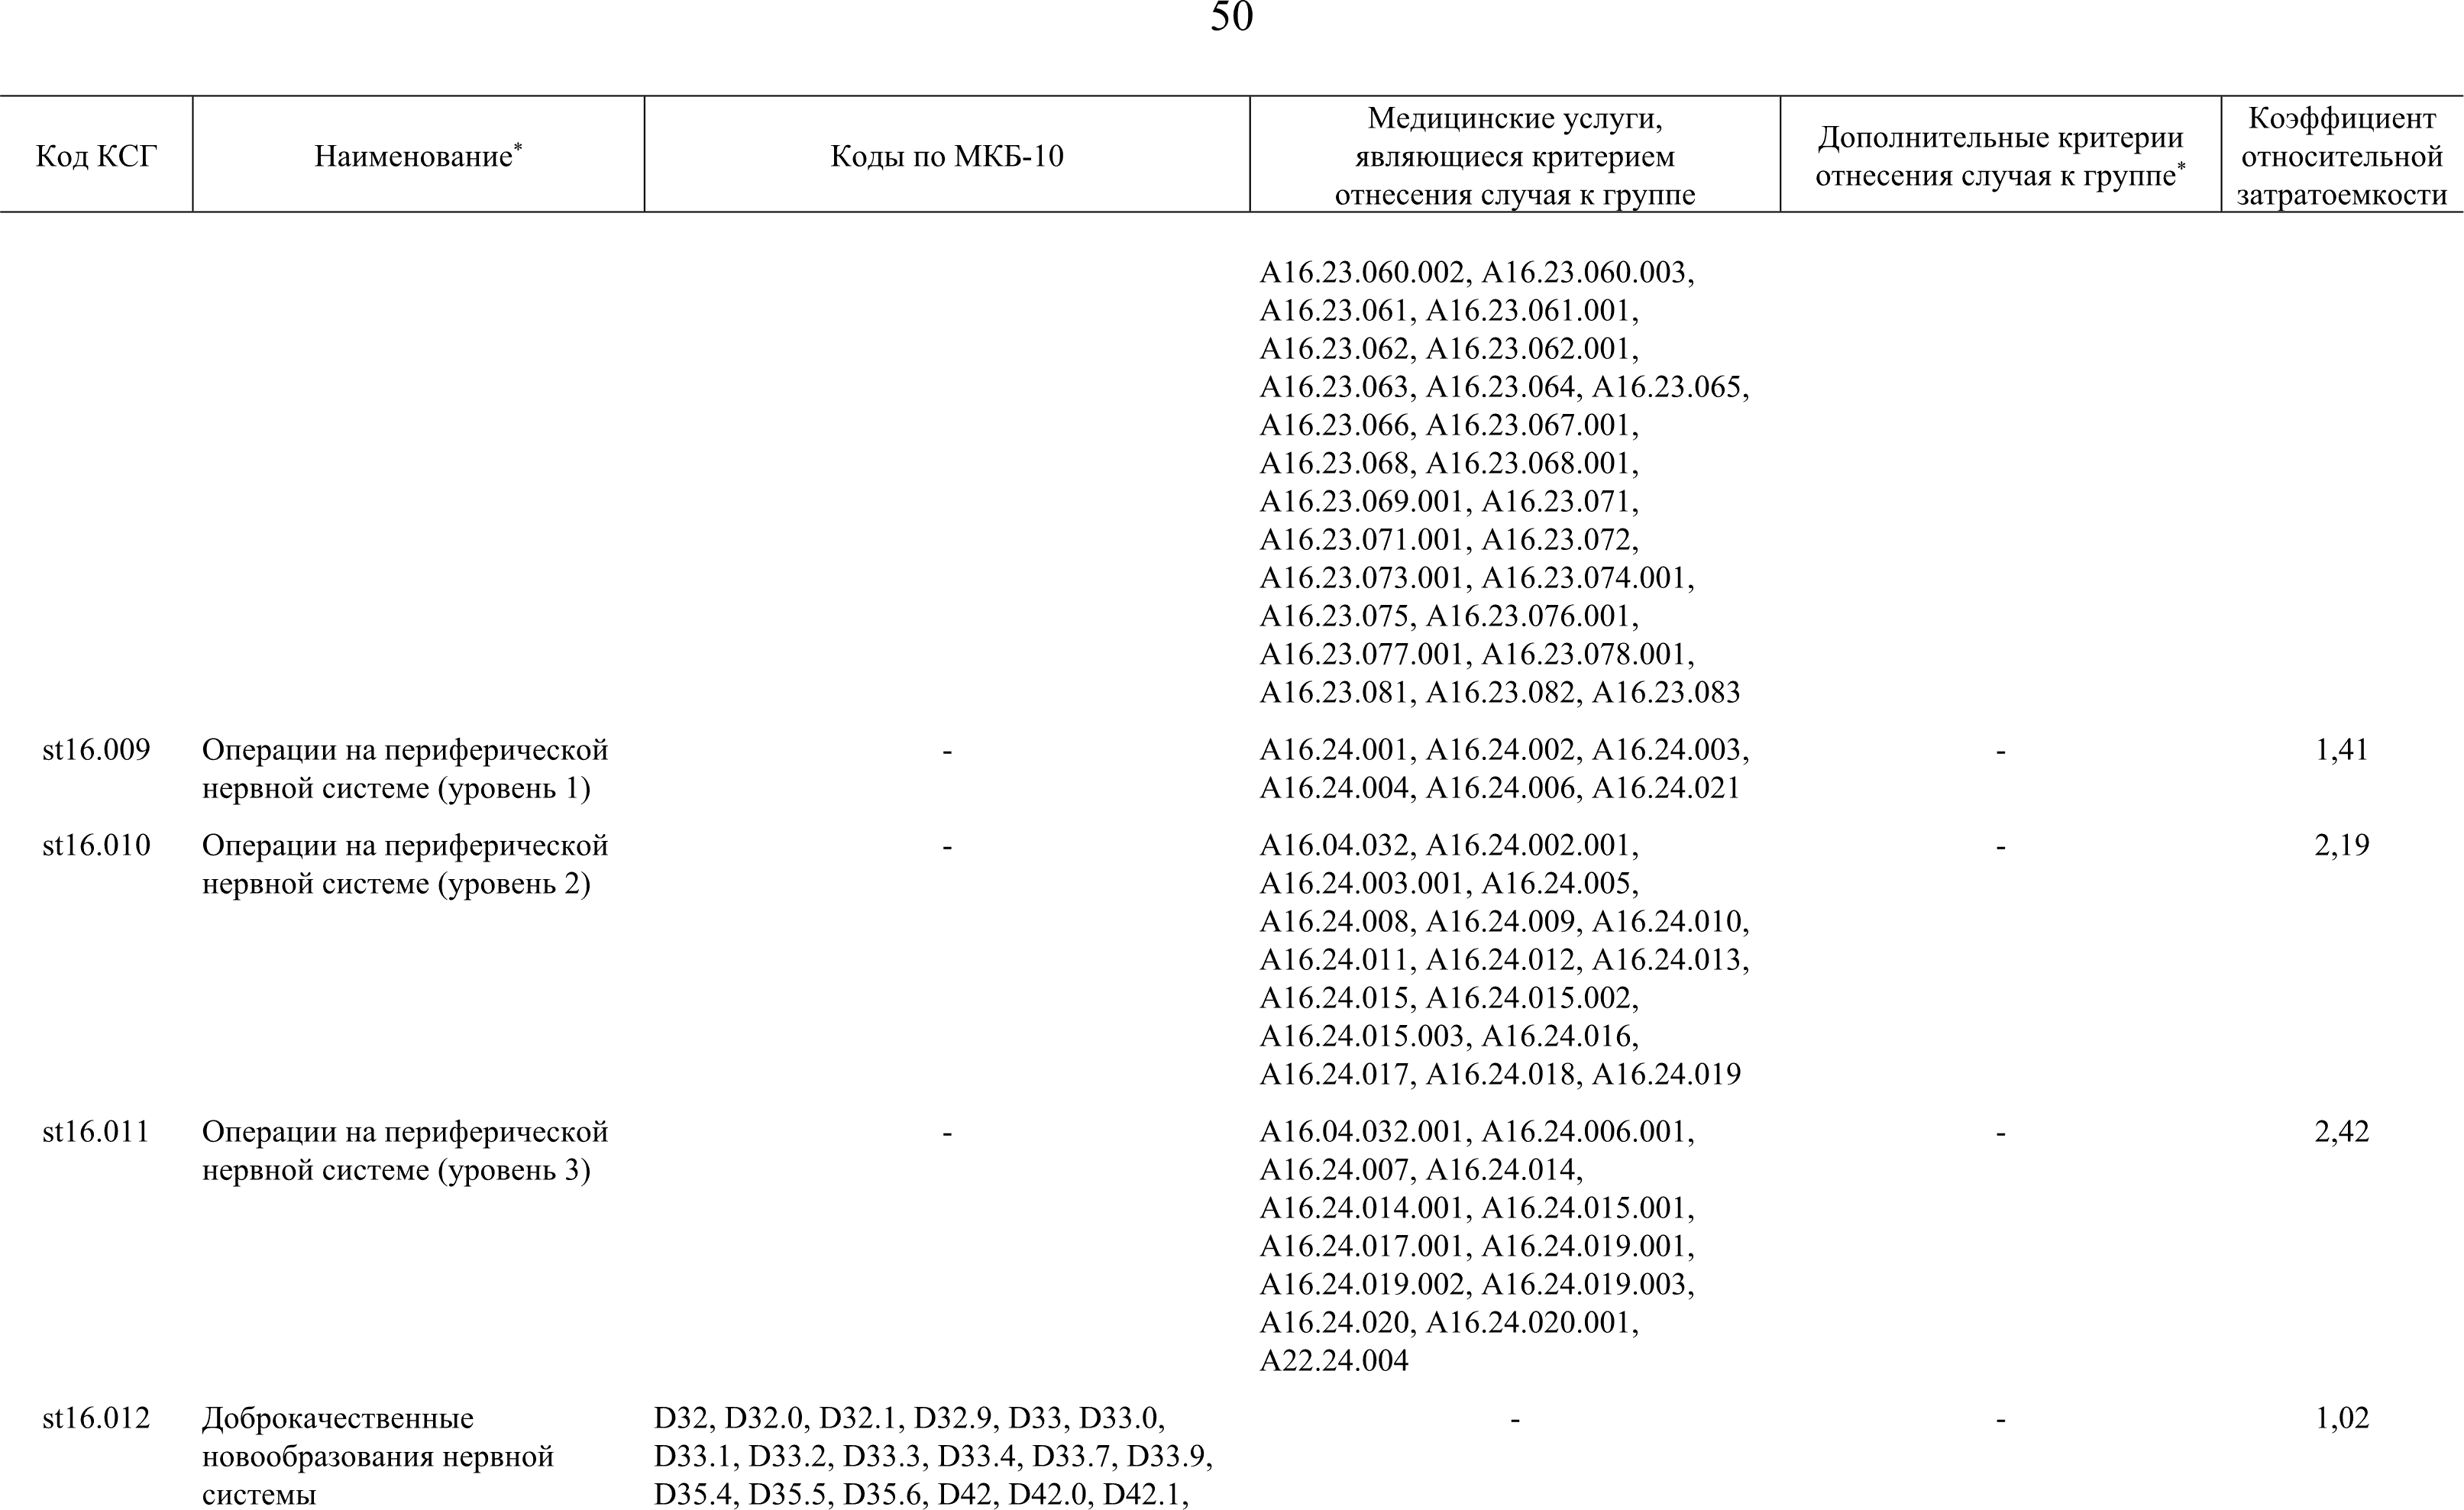 50
Код КСГ
Наименование*
Коды по МКБ-10
Медицинские услуги,
являющиеся критерием
отнесения случая к группе
Дополнительные критерии
отнесения случая к группе*
Коэффициент
относительной
затратоемкости
A16.23.060.002, A16.23.060.003,
A16.23.061, A16.23.061.001,
A16.23.062, A16.23.062.001,
A16.23.063, A16.23.064, A16.23.065,
A16.23.066, A16.23.067.001,
A16.23.068, A16.23.068.001,
A16.23.069.001, A16.23.071,
A16.23.071.001, A16.23.072,
A16.23.073.001, A16.23.074.001,
A16.23.075, A16.23.076.001,
A16.23.077.001, A16.23.078.001,
A16.23.081, A16.23.082, A16.23.083
st16.009 Операции на периферической - A16.24.001, A16.24.002, A16.24.003, - 1,41
нервной системе (уровень 1) A16.24.004, A16.24.006, A16.24.021
st16.010 Операции на периферической - A16.04.032, A16.24.002.001, - 2,19
нервной системе (уровень 2) A16.24.003.001, A16.24.005,
A16.24.008, A16.24.009, A16.24.010,
A16.24.011, A16.24.012, A16.24.013,
A16.24.015, A16.24.015.002,
A16.24.015.003, A16.24.016,
A16.24.017, A16.24.018, A16.24.019
st16.011 Операции на периферической - A16.04.032.001, A16.24.006.001, - 2,42
нервной системе (уровень 3) A16.24.007, A16.24.014,
A16.24.014.001, A16.24.015.001,
A16.24.017.001, A16.24.019.001,
A16.24.019.002, A16.24.019.003,
A16.24.020, A16.24.020.001,
A22.24.004
st16.012 Доброкачественные D32, D32.0, D32.1, D32.9, D33, D33.0, - - 1,02
новообразования нервной D33.1, D33.2, D33.3, D33.4, D33.7, D33.9,
системы D35.4, D35.5, D35.6, D42, D42.0, D42.1,